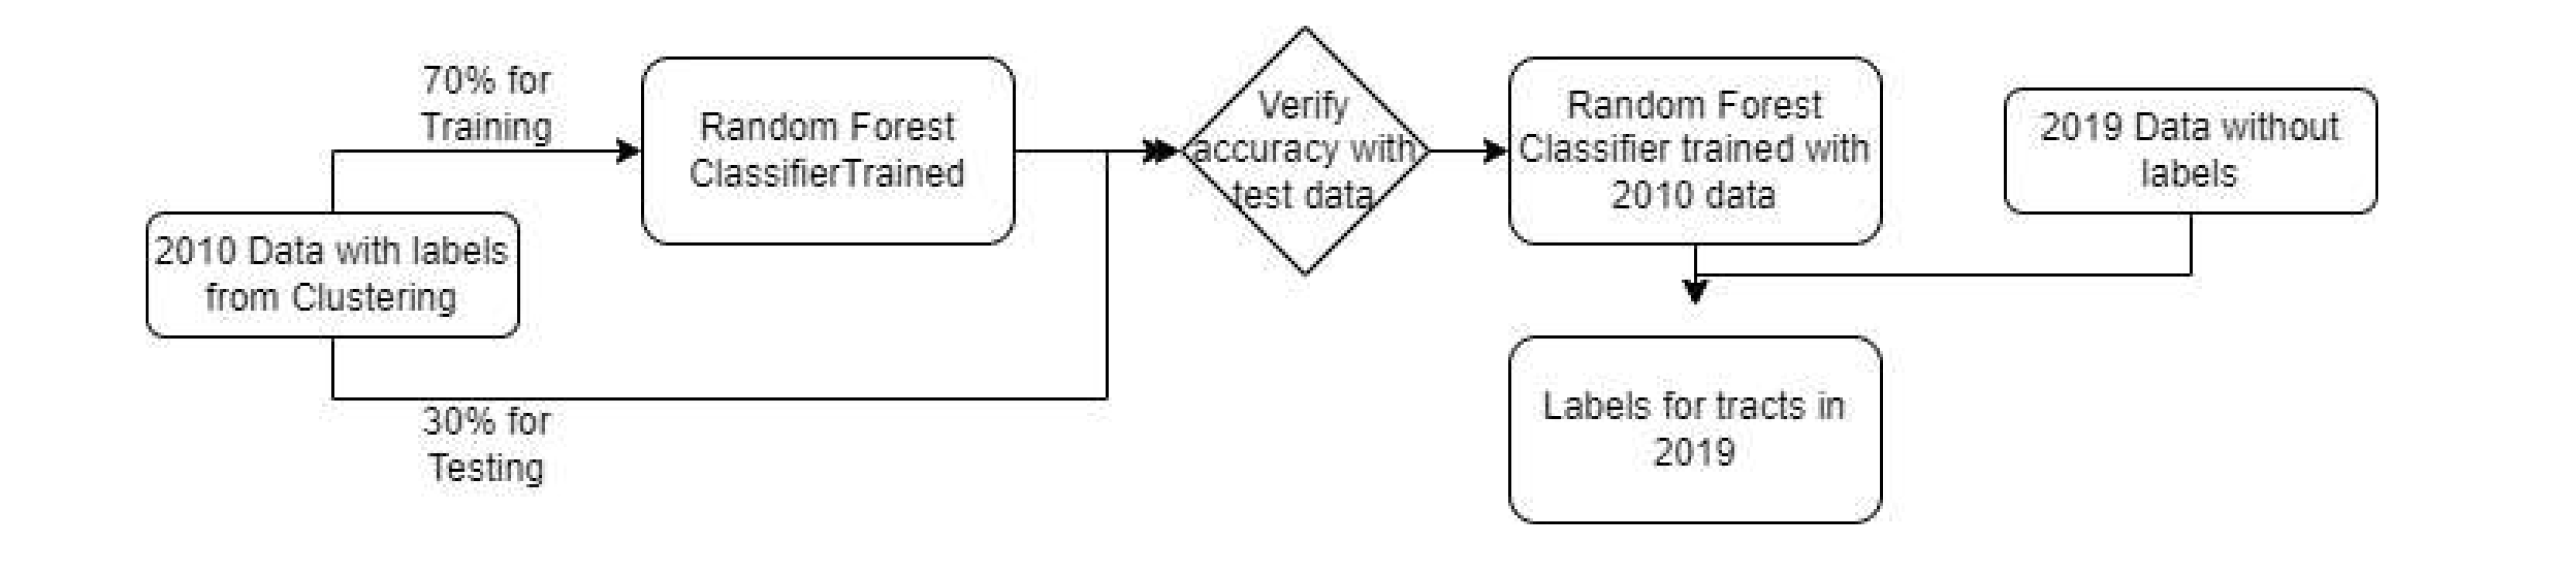 70% for
Training
Random Forest
ClassifierTrained
Verify
accuracy with
test data
Random Forest
Classifier trained with
2010 data
2019 Data without
labels
2010 Data with labels
from Clustering
30% for
Testing
Labels for tracts in
2019